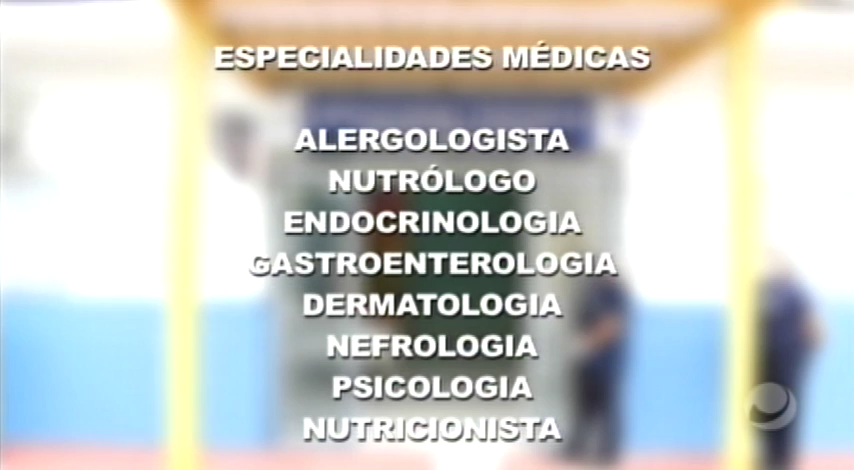 ESPECIALIDADES MÉDICAS
ALERGOLOGISTA
NUTRÓLOGO
ENDOCRINOLOGIA
GASTROENTEROLOGIA
DERMATOLOGIA
NEFROLOGIA
PSICOLOGIA
NUTRICIONISTA